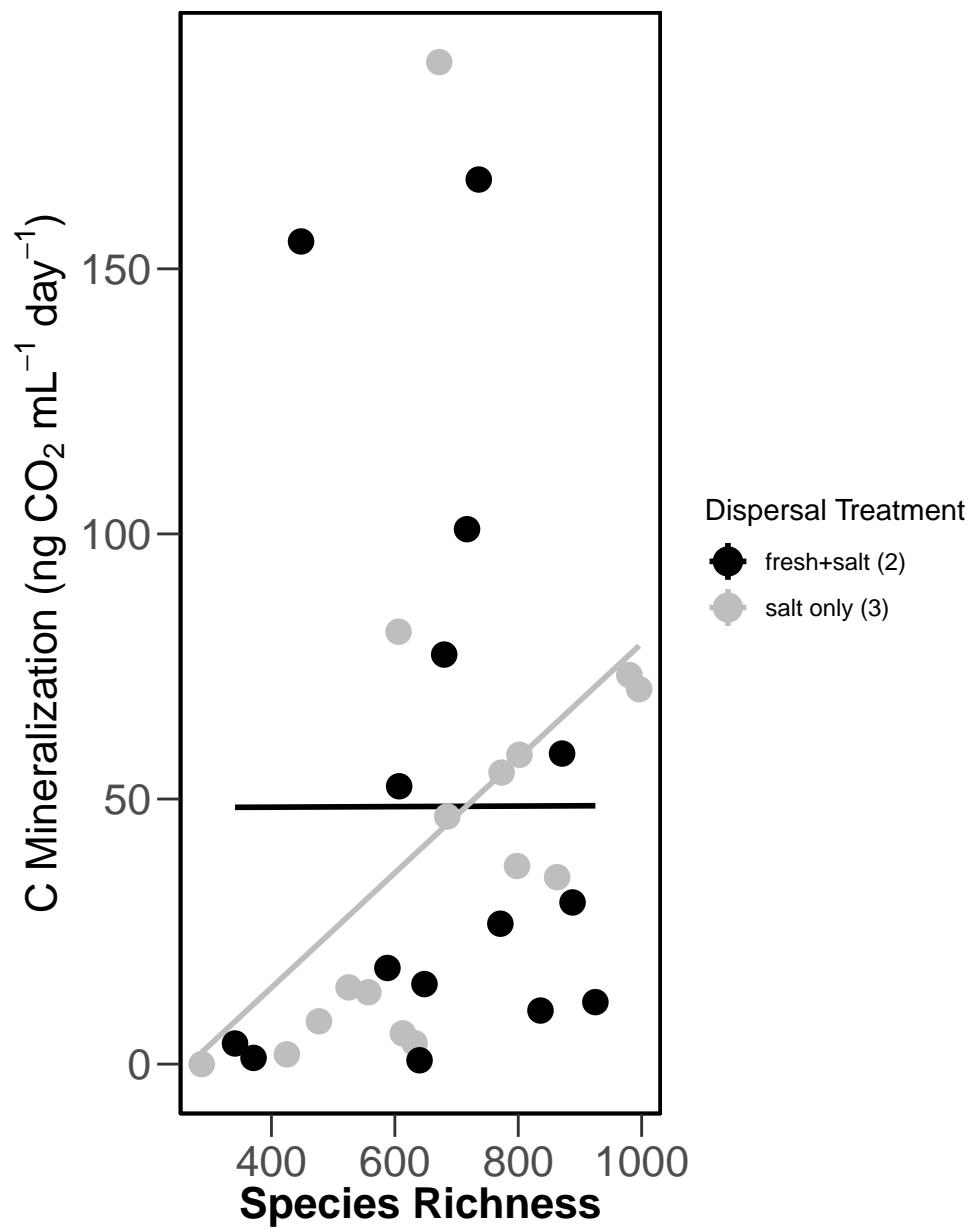 C Mineralization (ng CO₂ mL⁻¹ day⁻¹)
150
100
50
0
400 600 800 1000
Species Richness
Dispersal Treatment
fresh+salt (2)
salt only (3)